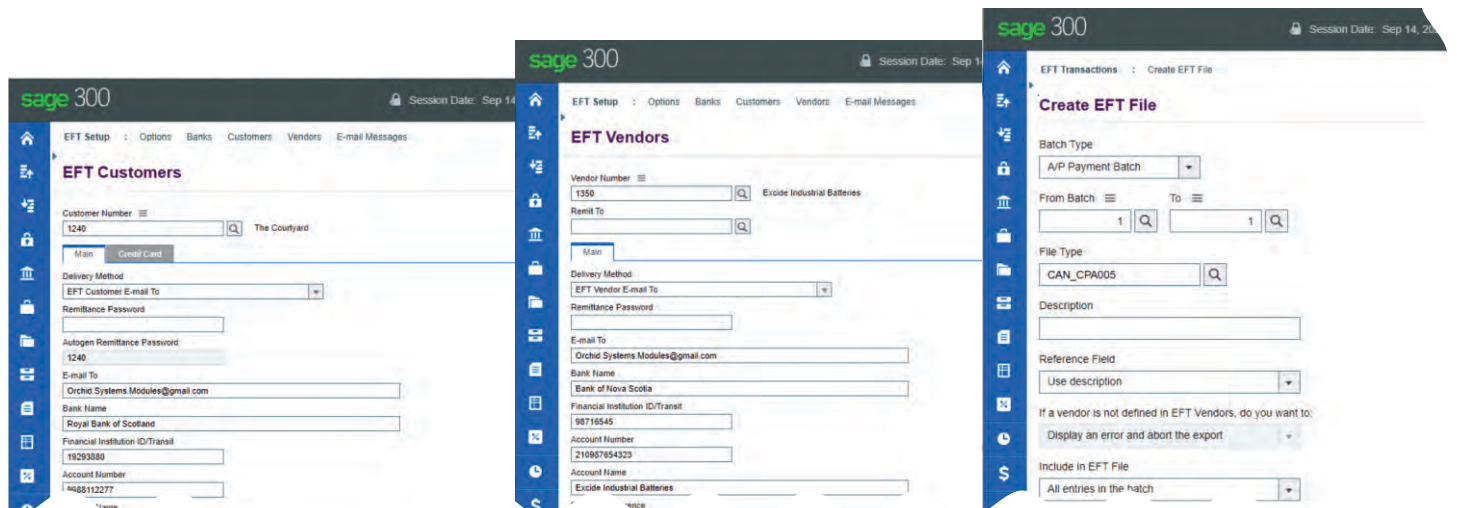 sage 300
Session Date: Sep 14
EFT Setup : Options Banks Customers Vendors E-mail Messages
EFT Customers
Customer Number
1240 The Courtyard
Main Credit Card
Delivery Method
EFT Customer E-mail To
Remittance Password
Autogen Remittance Password
1240
E-mail To
Orchid.Systems.Modules@gmail.com
Bank Name
Royal Bank of Scotland
Financial Institution ID/Transit
19293880
Account Number
9988112277
sage 300
Session Date: Sep 14
EFT Setup : Options Banks Customers Vendors E-mail Messages
EFT Vendors
Vendor Number
1350 Excide Industrial Batteries
Remit To
Main
Delivery Method
EFT Vendor E-mail To
Remittance Password
E-mail To
Orchid.Systems.Modules@gmail.com
Bank Name
Bank of Nova Scotia
Financial Institution ID/Transit
98716545
Account Number
210987654323
Account Name
Excide Industrial Batteries
sage 300
Session Date: Sep 14, 20
EFT Transactions : Create EFT File
Create EFT File
Batch Type
A/P Payment Batch
From Batch To
1 1
File Type
CAN_CPA005
Description
Reference Field
Use description
If a vendor is not defined in EFT Vendors, do you want to:
Display an error and abort the export
Include in EFT File
All entries in the batch